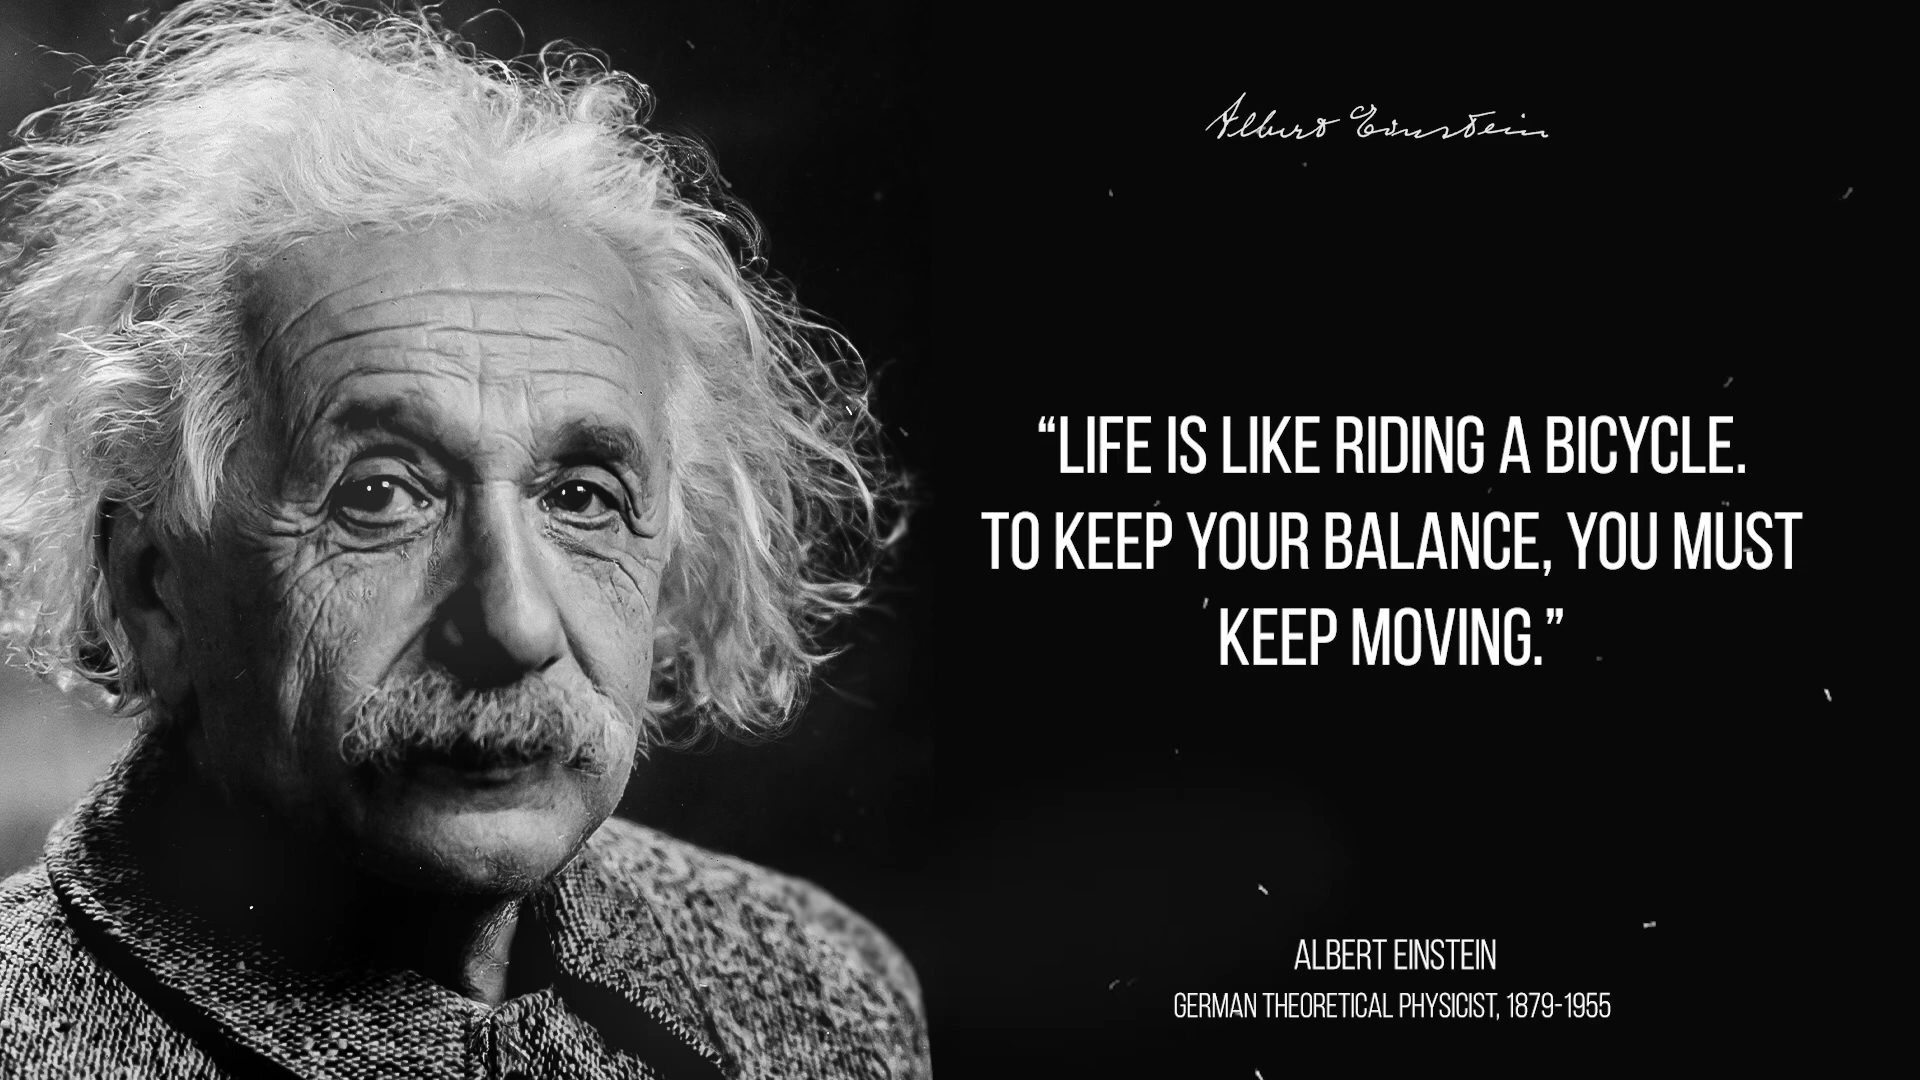 Albert Einstein
“LIFE IS LIKE RIDING A BICYCLE.
TO KEEP YOUR BALANCE, YOU MUST
KEEP MOVING.”
ALBERT EINSTEIN
GERMAN THEORETICAL PHYSICIST, 1879-1955